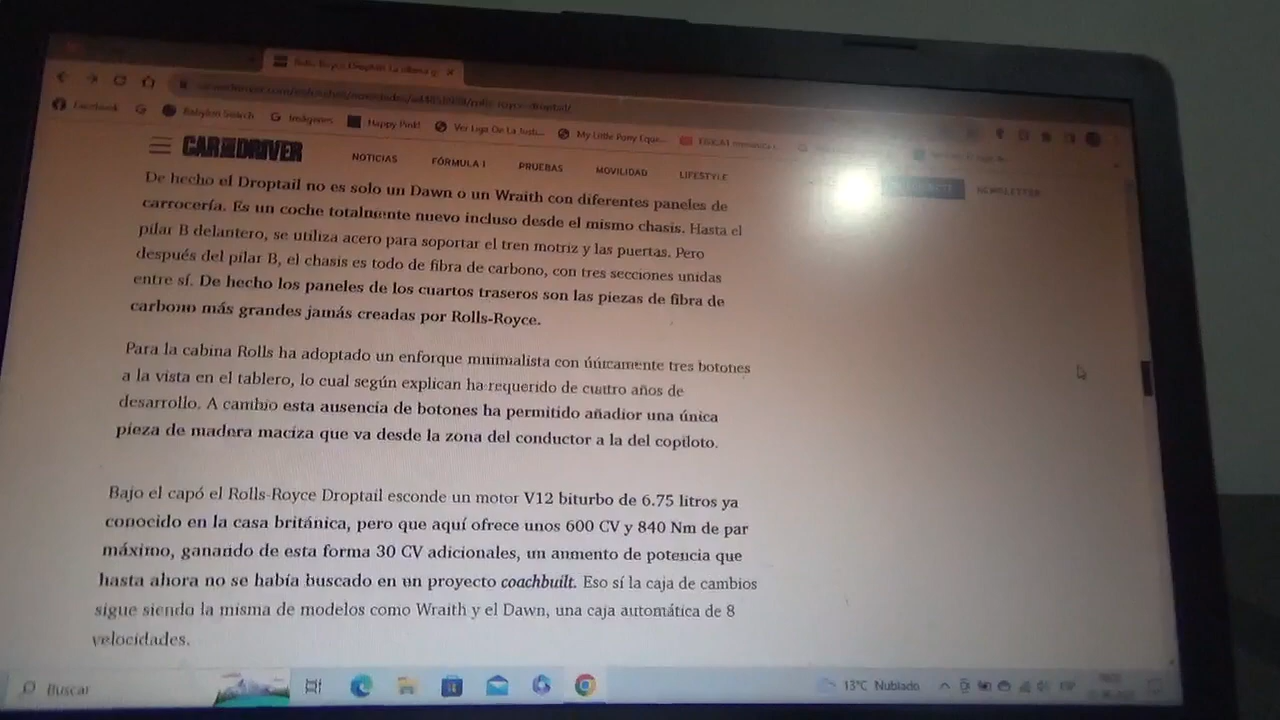 Facebook
Babylon Search
Imágenes
Happy Pink!
Ver Liga De La Justi...
My Little Pony Eque...
CAR AND DRIVER
NOTICIAS
FÓRMULA 1
PRUEBAS
MOVILIDAD
LIFESTYLE
NEWSLETTER
De hecho el Droptail no es solo un Dawn o un Wraith con diferentes paneles de
carrocería. Es un coche totalmente nuevo incluso desde el mismo chasis. Hasta el
pilar B delantero, se utiliza acero para soportar el tren motriz y las puertas. Pero
después del pilar B, el chasis es todo de fibra de carbono, con tres secciones unidas
entre sí. De hecho los paneles de los cuartos traseros son las piezas de fibra de
carbono más grandes jamás creadas por Rolls-Royce.
Para la cabina Rolls ha adoptado un enforque mnimalista con úúnicamente tres botones
a la vista en el tablero, lo cual según explican ha requerido de cuatro años de
desarrollo. A cambio esta ausencia de botones ha permitido añadior una única
pieza de madera maciza que va desde la zona del conductor a la del copiloto.
Bajo el capó el Rolls-Royce Droptail esconde un motor V12 biturbo de 6.75 litros ya
conocido en la casa británica, pero que aquí ofrece unos 600 CV y 840 Nm de par
máximo, ganando de esta forma 30 CV adicionales, un aumento de potencia que
hasta ahora no se había buscado en un proyecto coachbuilt. Eso sí la caja de cambios
sigue siendo la misma de modelos como Wraith y el Dawn, una caja automática de 8
velocidades.
Buscar
13°C Nublado